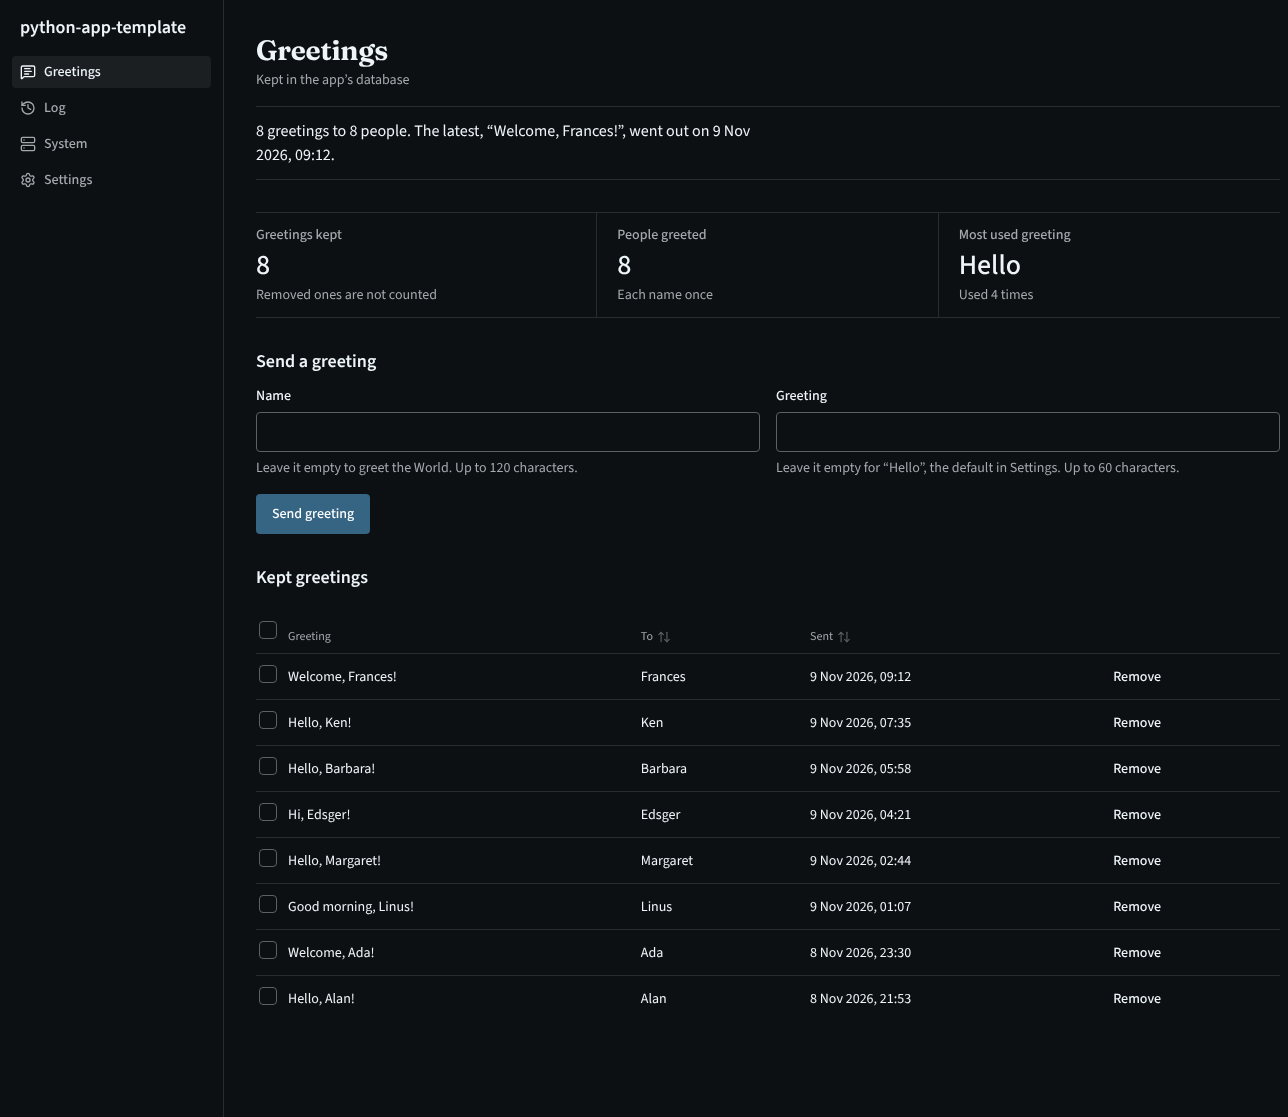 python-app-template
Greetings
Log
System
Settings
Greetings
Kept in the app’s database
8 greetings to 8 people. The latest, “Welcome, Frances!”, went out on 9 Nov
2026, 09:12.
Greetings kept
8
Removed ones are not counted
People greeted
8
Each name once
Most used greeting
Hello
Used 4 times
Send a greeting
Name
Leave it empty to greet the World. Up to 120 characters.
Greeting
Leave it empty for “Hello”, the default in Settings. Up to 60 characters.
Send greeting
Kept greetings
Greeting To Sent
Welcome, Frances! Frances 9 Nov 2026, 09:12 Remove
Hello, Ken! Ken 9 Nov 2026, 07:35 Remove
Hello, Barbara! Barbara 9 Nov 2026, 05:58 Remove
Hi, Edsger! Edsger 9 Nov 2026, 04:21 Remove
Hello, Margaret! Margaret 9 Nov 2026, 02:44 Remove
Good morning, Linus! Linus 9 Nov 2026, 01:07 Remove
Welcome, Ada! Ada 8 Nov 2026, 23:30 Remove
Hello, Alan! Alan 8 Nov 2026, 21:53 Remove